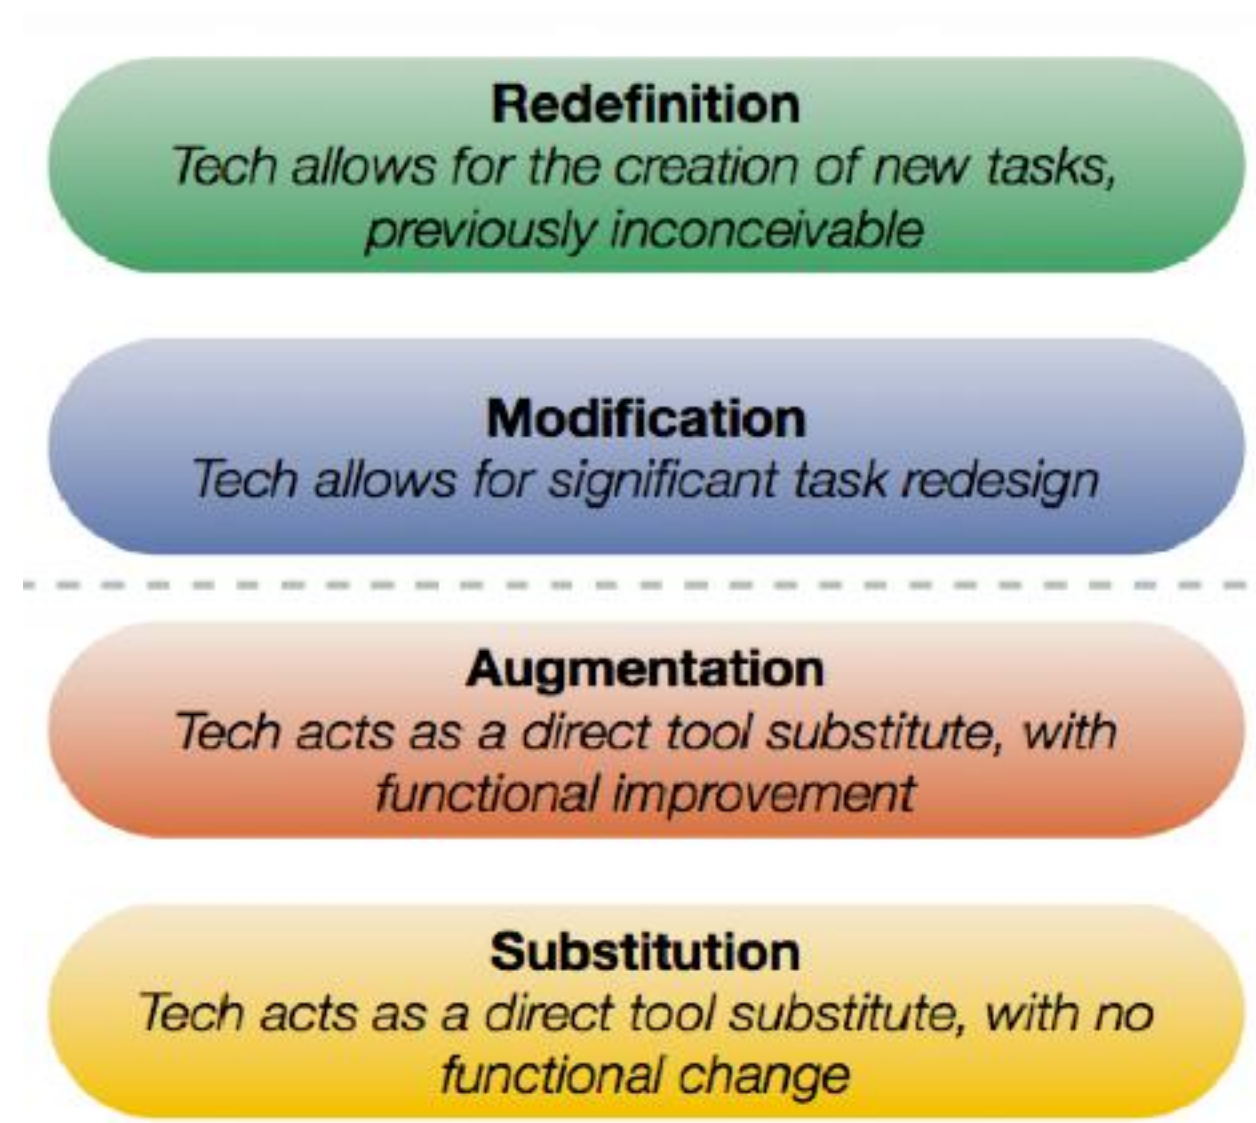 Redefinition
Tech allows for the creation of new tasks,
previously inconceivable
Modification
Tech allows for significant task redesign
Augmentation
Tech acts as a direct tool substitute, with
functional improvement
Substitution
Tech acts as a direct tool substitute, with no
functional change